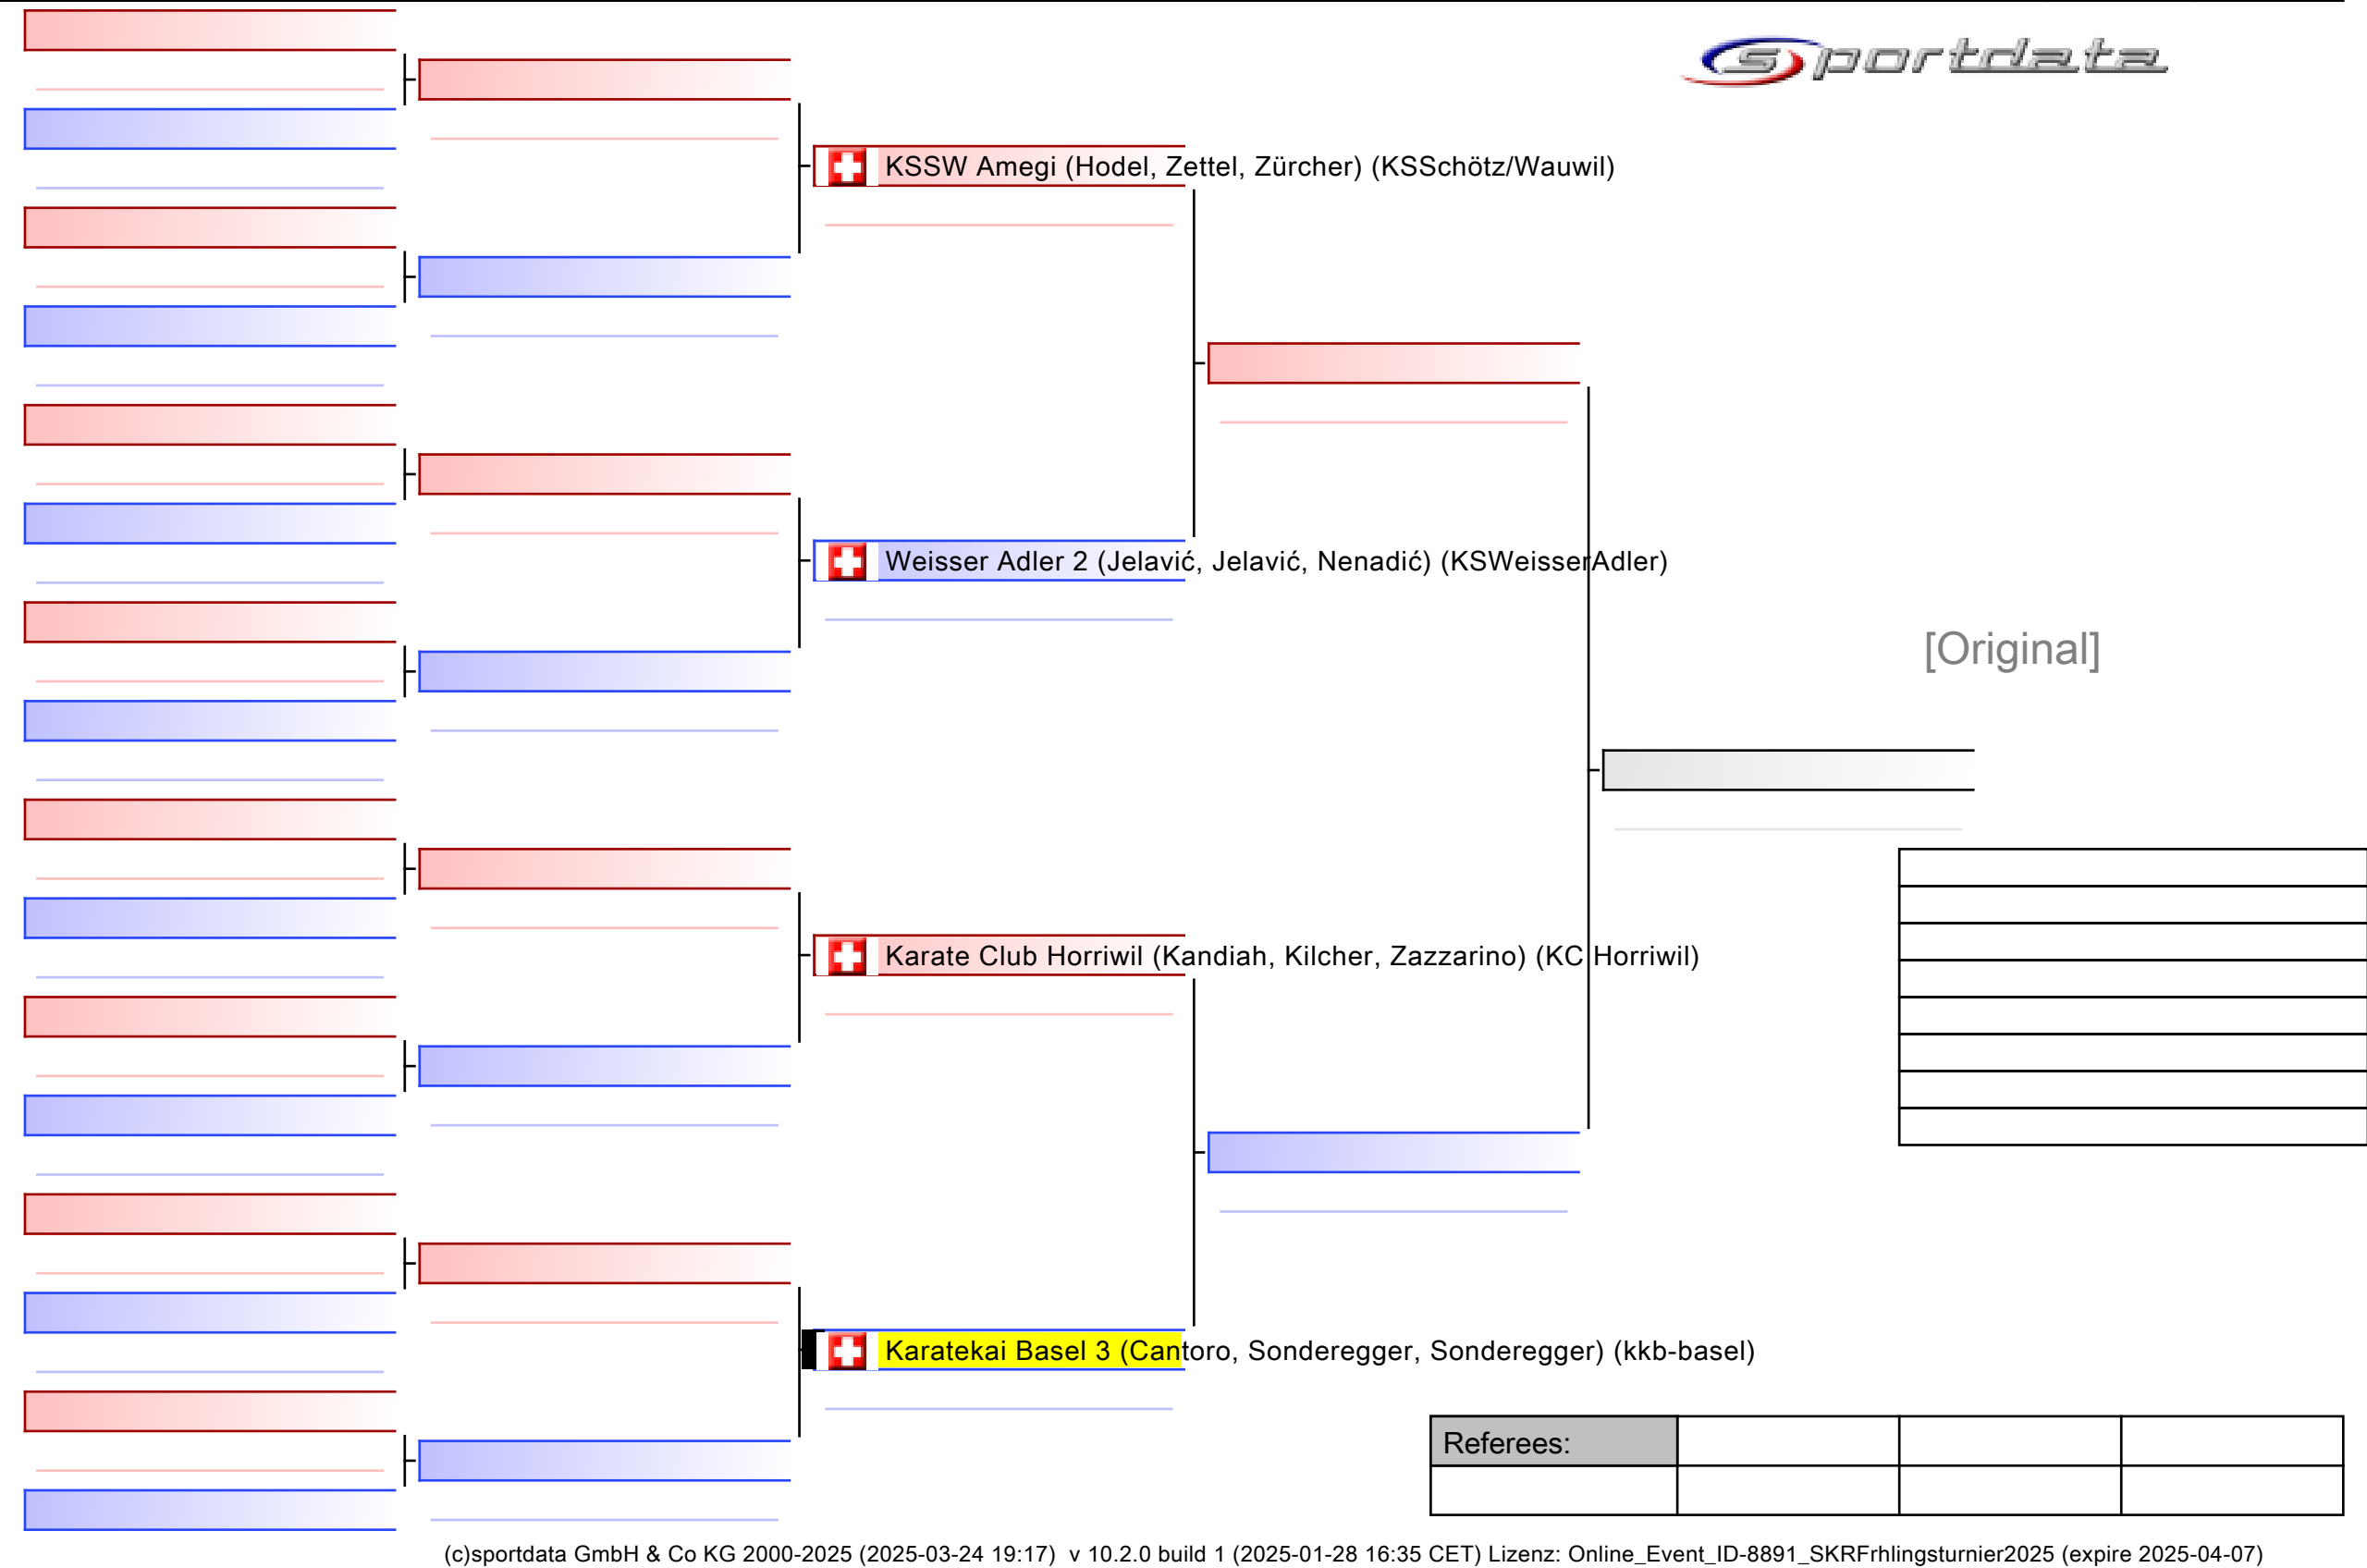 sportdata
KSSW Amegi (Hodel, Zettel, Zürcher) (KSSchötz/Wauwil)
Weisser Adler 2 (Jelavić, Jelavić, Nenadić) (KSWeisserAdler)
[Original]
Karate Club Horriwil (Kandiah, Kilcher, Zazzarino) (KC Horriwil)
Karatekai Basel 3 (Cantoro, Sonderegger, Sonderegger) (kkb-basel)
Referees:
(c)sportdata GmbH & Co KG 2000-2025 (2025-03-24 19:17) v 10.2.0 build 1 (2025-01-28 16:35 CET) Lizenz: Online_Event_ID-8891_SKRFrhlingsturnier2025 (expire 2025-04-07)